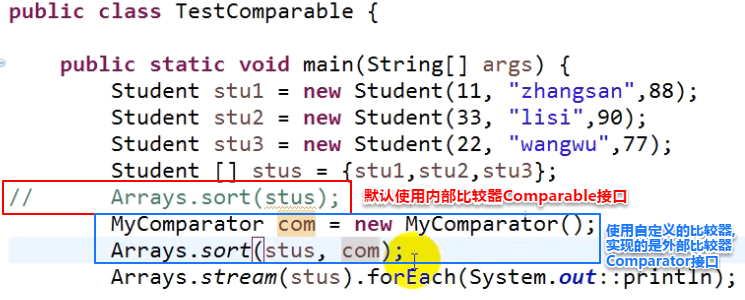 public class TestComparable {
public static void main(String[] args) {
Student stu1 = new Student(11, "zhangsan",88);
Student stu2 = new Student(33, "lisi",90);
Student stu3 = new Student(22, "wangwu",77);
Student [] stus = {stu1,stu2,stu3};
// Arrays.sort(stus);
默认使用内部比较器Comparable接口
MyComparator com = new MyComparator();
Arrays.sort(stus, com);
使用自定义的比较器,
实现的是外部比较器
Comparator接口
Arrays.stream(stus).forEach(System.out::println);